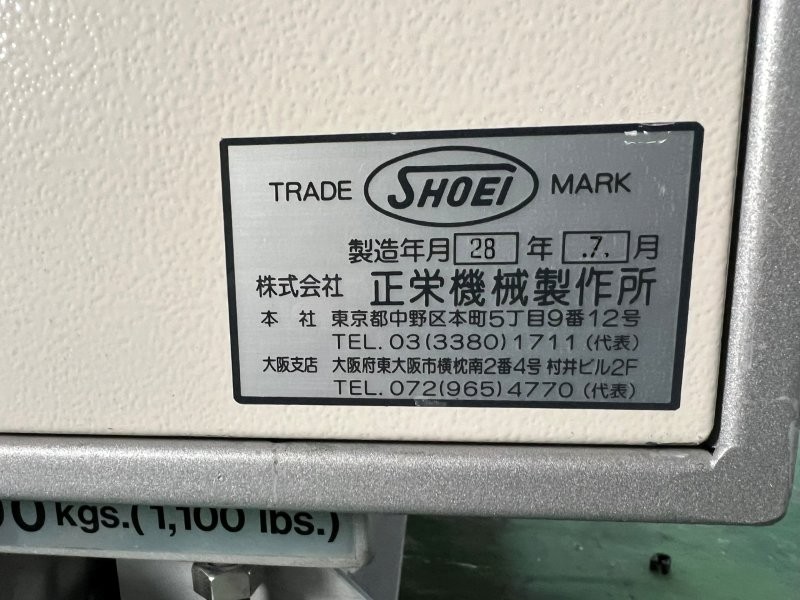 TRADE SHOEI MARK
製造年月 28 年 .7. 月
株式会社 正栄機械製作所
本 社 東京都中野区本町5丁目9番12号
TEL. 03(3380)1711(代表)
大阪支店 大阪府東大阪市横枕南2番4号 村井ビル2F
TEL. 072(965)4770(代表)
kgs.(1,100 lbs.)